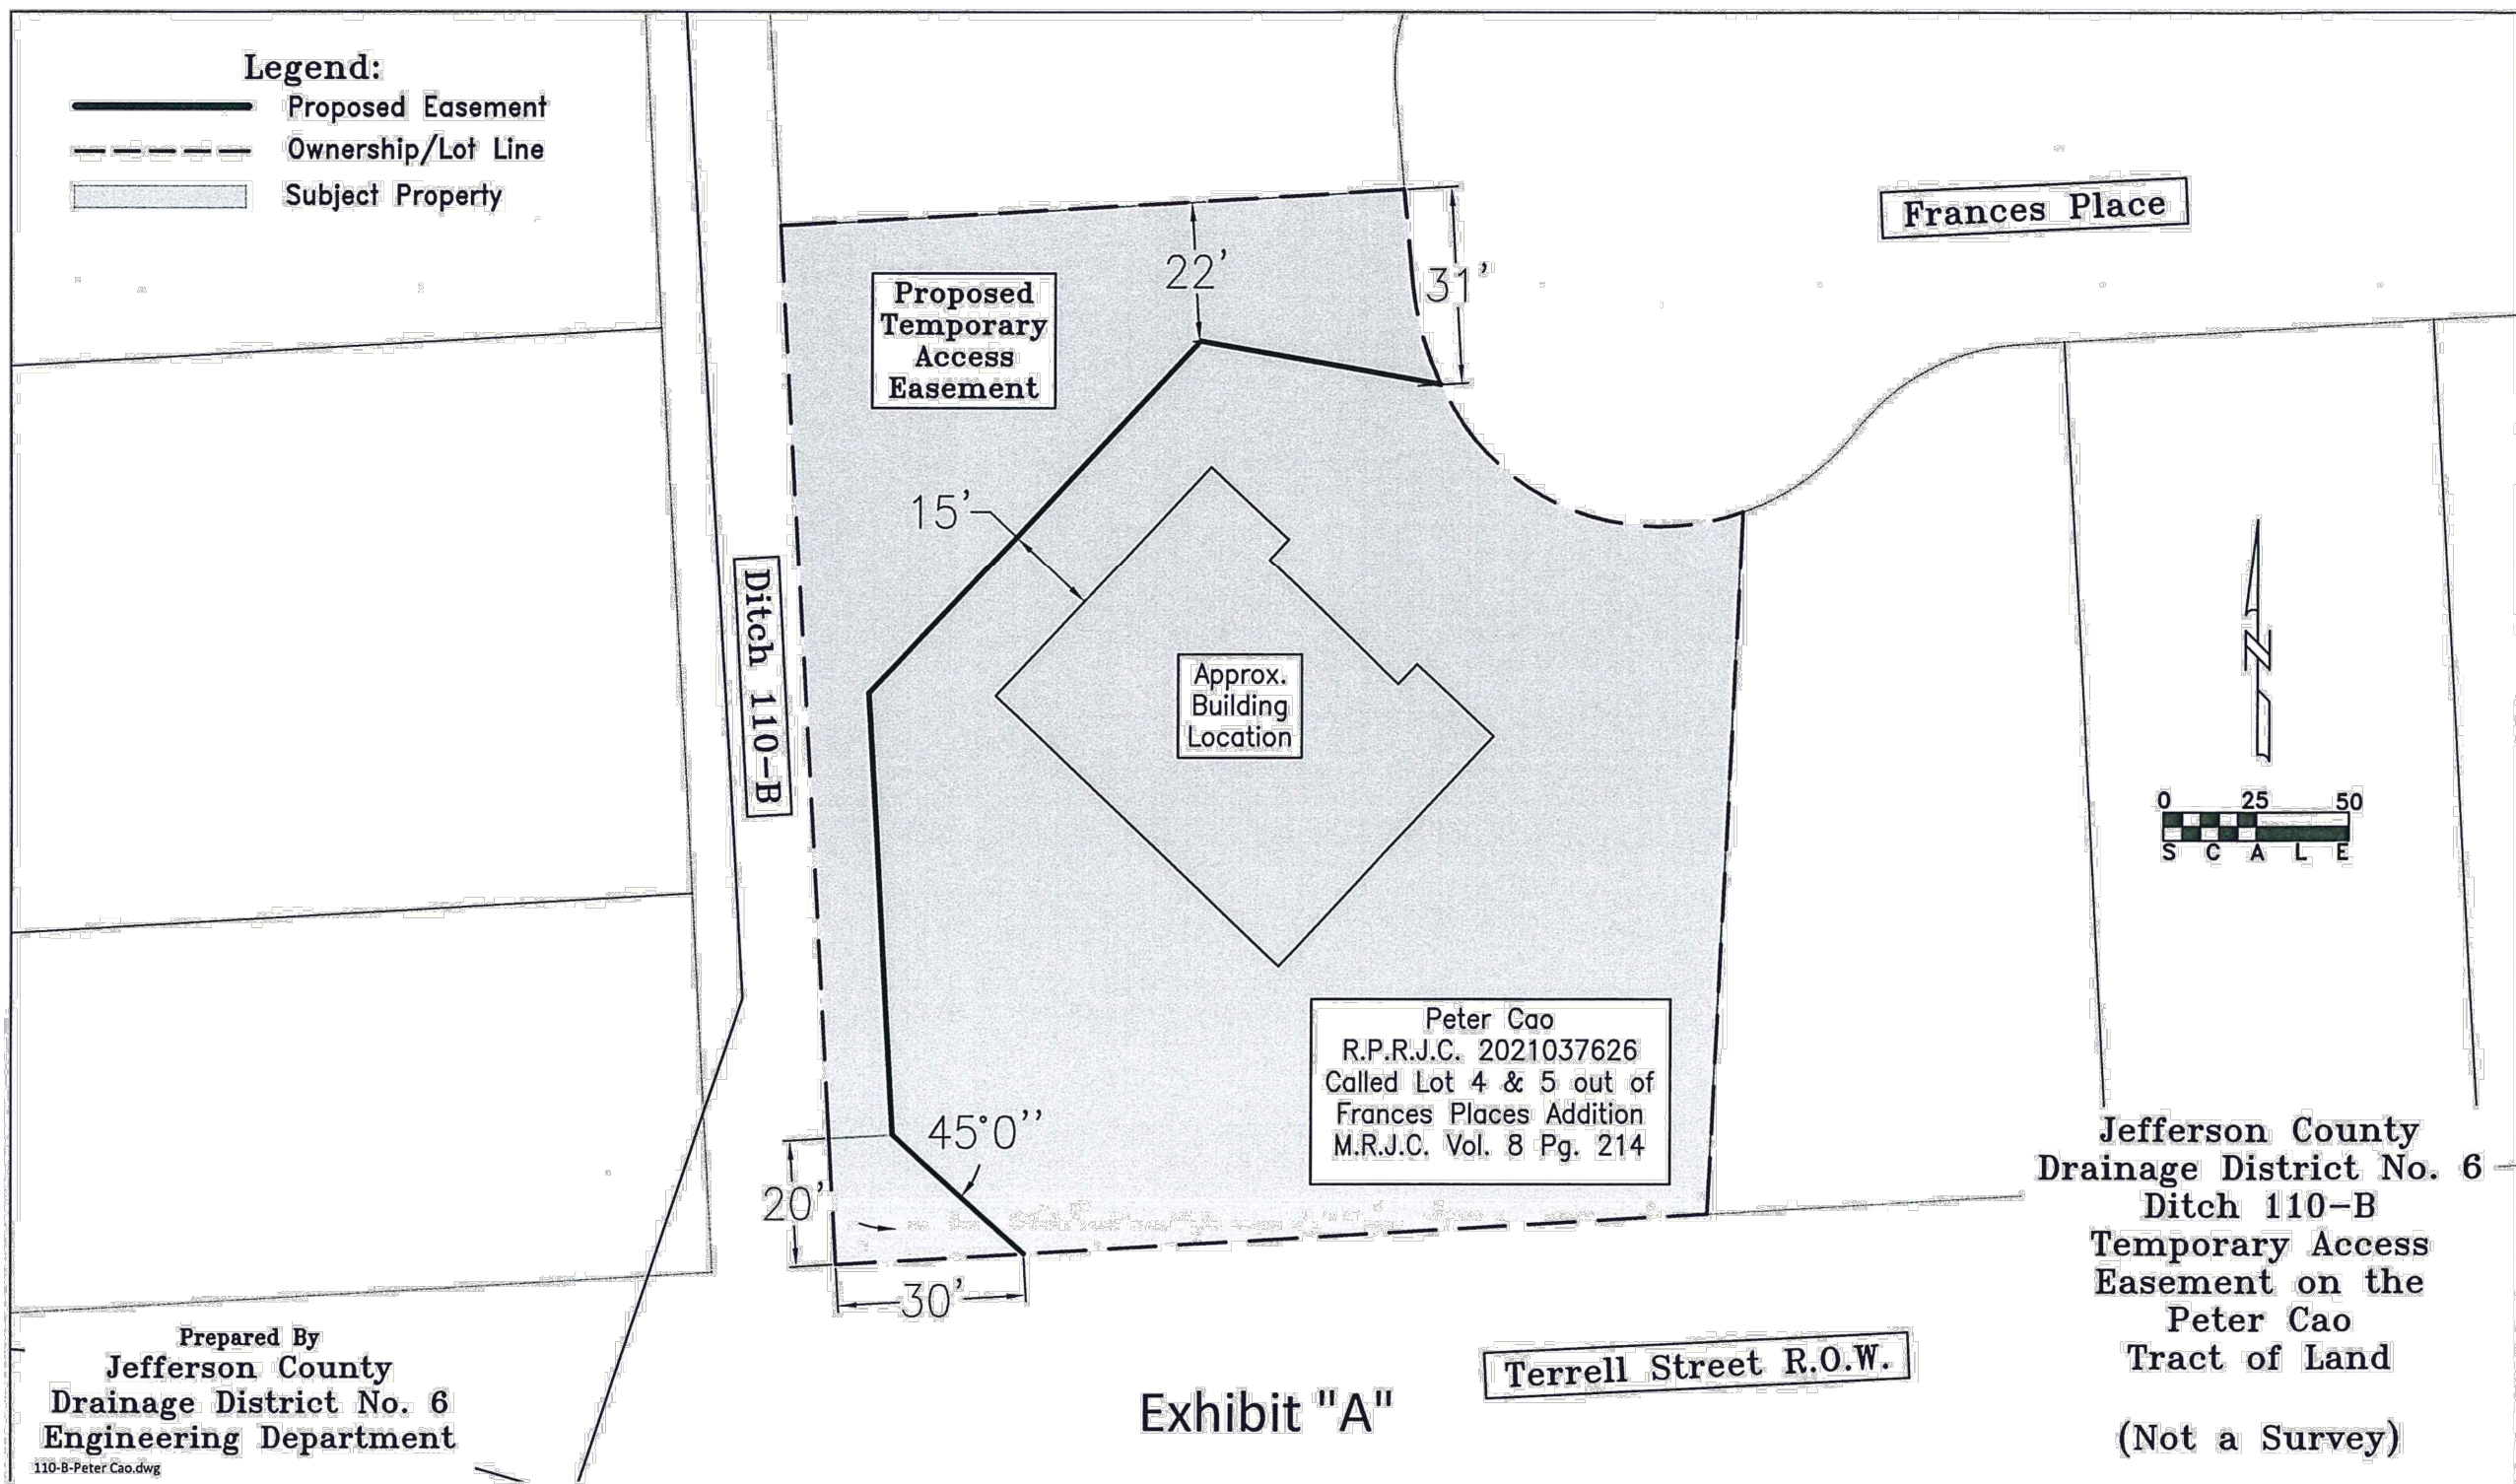 Legend:
Proposed Easement
Ownership/Lot Line
Subject Property
Frances Place
22'
31'
Proposed
Temporary
Access
Easement
15'
Ditch 110-B
Approx.
Building
Location
N
0 25 50
S C A L E
Peter Cao
R.P.R.J.C. 2021037626
Called Lot 4 & 5 out of
Frances Places Addition
M.R.J.C. Vol. 8 Pg. 214
45°0''
20'
30'
Jefferson County
Drainage District No. 6
Ditch 110-B
Temporary Access
Easement on the
Peter Cao
Tract of Land
(Not a Survey)
Terrell Street R.O.W.
Exhibit "A"
Prepared By
Jefferson County
Drainage District No. 6
Engineering Department
110-B-Peter Cao.dwg